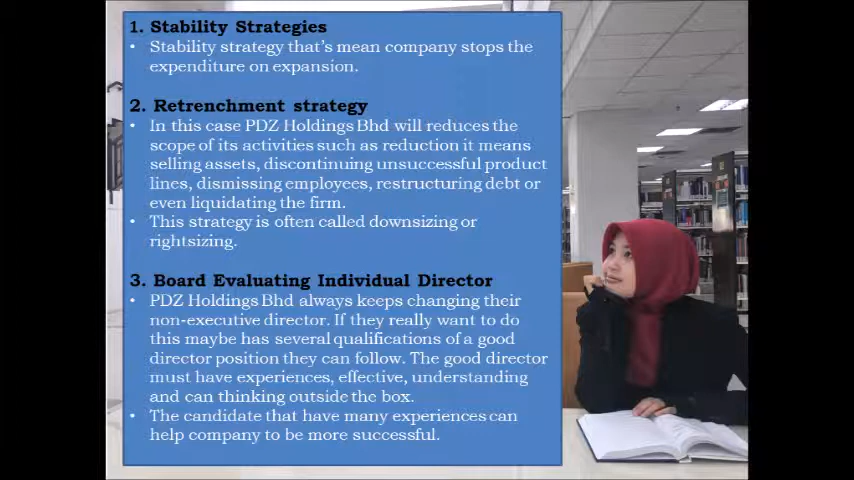 1. Stability Strategies
• Stability strategy that's mean company stops the
expenditure on expansion.
2. Retrenchment strategy
• In this case PDZ Holdings Bhd will reduces the
scope of its activities such as reduction it means
selling assets, discontinuing unsuccessful product
lines, dismissing employees, restructuring debt or
even liquidating the firm.
• This strategy is often called downsizing or
rightsizing.
3. Board Evaluating Individual Director
• PDZ Holdings Bhd always keeps changing their
non-executive director. If they really want to do
this maybe has several qualifications of a good
director position they can follow. The good director
must have experiences, effective, understanding
and can thinking outside the box.
• The candidate that have many experiences can
help company to be more successful.